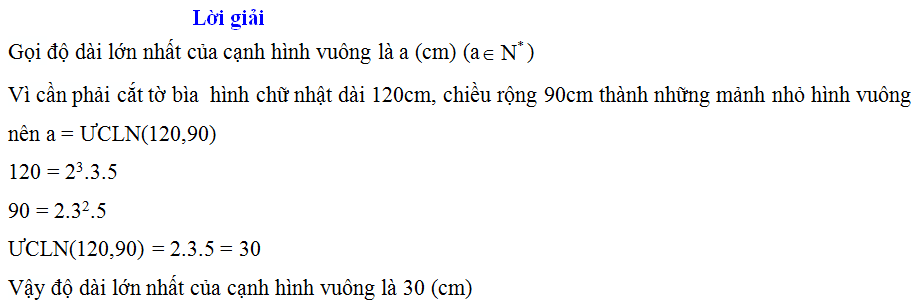 Lời giải
Gọi độ dài lớn nhất của cạnh hình vuông là a (cm) (a∈ N*)
Vì cần phải cắt tờ bìa hình chữ nhật dài 120cm, chiều rộng 90cm thành những mảnh nhỏ hình vuông
nên a = ƯCLN(120,90)
120 = 2³.3.5
90 = 2.3².5
ƯCLN(120,90) = 2.3.5 = 30
Vậy độ dài lớn nhất của cạnh hình vuông là 30 (cm)